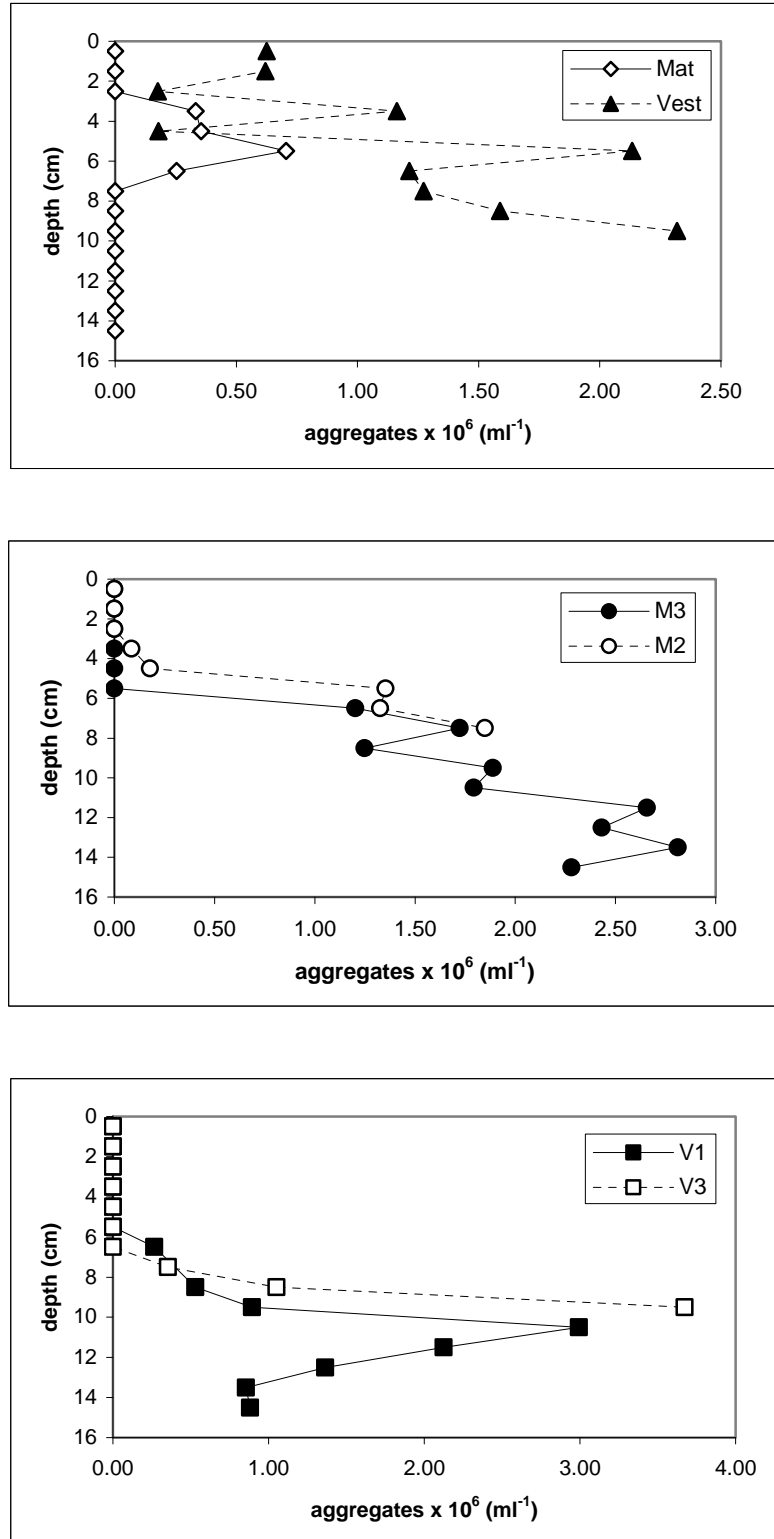 0
2
4
6
8
10
12
14
16
depth (cm)
Mat
Vest
0.00 0.50 1.00 1.50 2.00 2.50
aggregates x 10⁶ (ml⁻¹)
0
2
4
6
8
10
12
14
16
depth (cm)
M3
M2
0.00 0.50 1.00 1.50 2.00 2.50 3.00
aggregates x 10⁶ (ml⁻¹)
0
2
4
6
8
10
12
14
16
depth (cm)
V1
V3
0.00 1.00 2.00 3.00 4.00
aggregates x 10⁶ (ml⁻¹)